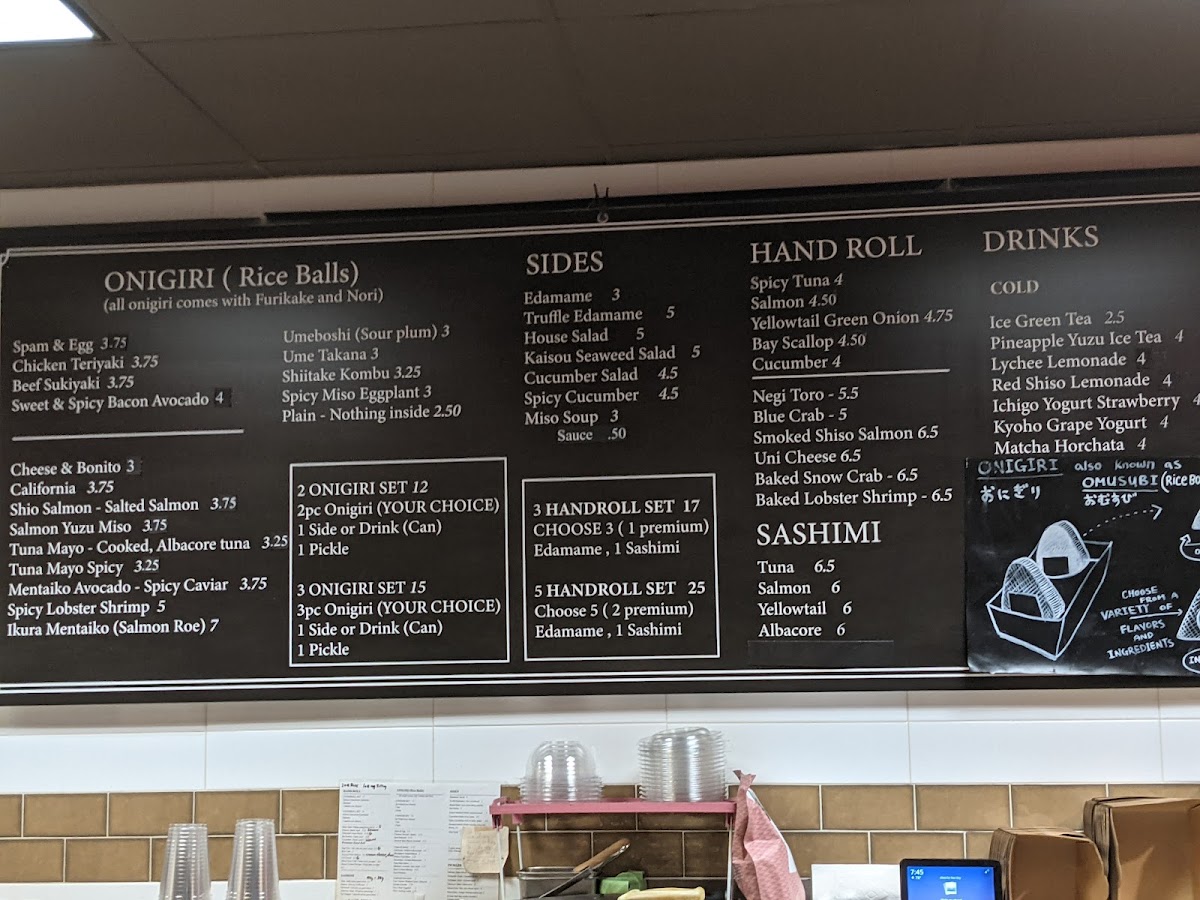 ONIGIRI ( Rice Balls)
(all onigiri comes with Furikake and Nori)
Spam & Egg 3.75
Chicken Teriyaki 3.75
Beef Sukiyaki 3.75
Sweet & Spicy Bacon Avocado 4
Cheese & Bonito 3
California 3.75
Shio Salmon - Salted Salmon 3.75
Salmon Yuzu Miso 3.75
Tuna Mayo - Cooked, Albacore tuna 3.25
Tuna Mayo Spicy 3.25
Mentaiko Avocado - Spicy Caviar 3.75
Spicy Lobster Shrimp 5
Ikura Mentaiko (Salmon Roe) 7
Umeboshi (Sour plum) 3
Ume Takana 3
Shiitake Kombu 3.25
Spicy Miso Eggplant 3
Plain - Nothing inside 2.50
2 ONIGIRI SET 12
2pc Onigiri (YOUR CHOICE)
1 Side or Drink (Can)
1 Pickle
3 ONIGIRI SET 15
3pc Onigiri (YOUR CHOICE)
1 Side or Drink (Can)
1 Pickle
SIDES
Edamame 3
Truffle Edamame 5
House Salad 5
Kaisou Seaweed Salad 5
Cucumber Salad 4.5
Spicy Cucumber 4.5
Miso Soup 3
Sauce .50
3 HANDROLL SET 17
CHOOSE 3 ( 1 premium)
Edamame , 1 Sashimi
5 HANDROLL SET 25
Choose 5 ( 2 premium)
Edamame , 1 Sashimi
HAND ROLL
Spicy Tuna 4
Salmon 4.50
Yellowtail Green Onion 4.75
Bay Scallop 4.50
Cucumber 4
Negi Toro - 5.5
Blue Crab - 5
Smoked Shiso Salmon 6.5
Uni Cheese 6.5
Baked Snow Crab - 6.5
Baked Lobster Shrimp - 6.5
SASHIMI
Tuna 6.5
Salmon 6
Yellowtail 6
Albacore 6
DRINKS
COLD
Ice Green Tea 2.5
Pineapple Yuzu Ice Tea 4
Lychee Lemonade 4
Red Shiso Lemonade 4
Ichigo Yogurt Strawberry 4
Kyoho Grape Yogurt 4
Matcha Horchata 4
ONIGIRI also known as
おにぎり
OMUSUBI (Rice
おむすび
CHOOSE
FROM A
VARIETY OF
FLAVORS
AND
INGREDIENTS
7:45